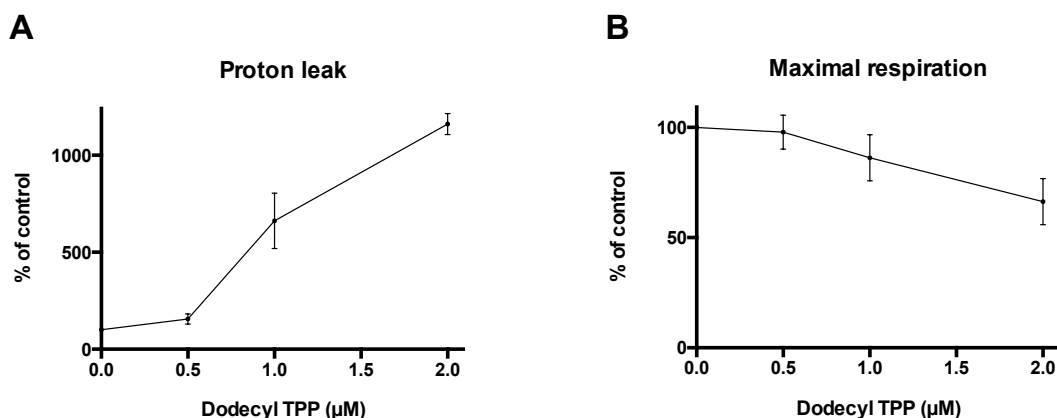 A
Proton leak
% of control
1000
500
0
0.0 0.5 1.0 1.5 2.0
Dodecyl TPP (µM)
B
Maximal respiration
% of control
100
50
0
0.0 0.5 1.0 1.5 2.0
Dodecyl TPP (µM)